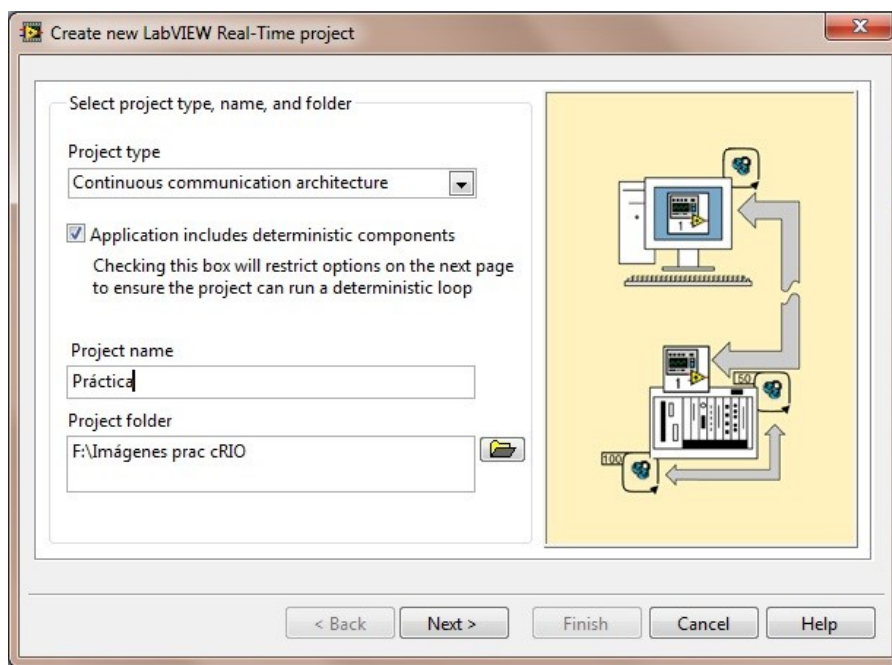 Create new LabVIEW Real-Time project
Select project type, name, and folder
Project type
Continuous communication architecture
Application includes deterministic components
Checking this box will restrict options on the next page
to ensure the project can run a deterministic loop
Project name
Práctica
Project folder
F:\Imágenes prac cRIO
1
1
50
100
< Back
Next >
Finish
Cancel
Help